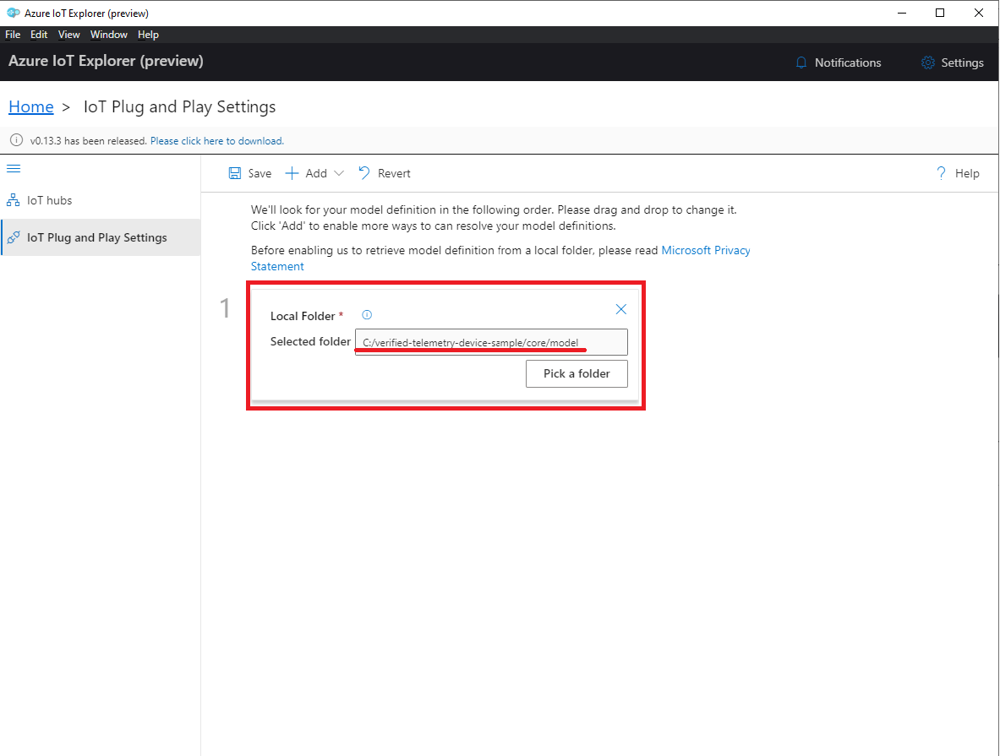 Azure IoT Explorer (preview)
File Edit View Window Help
Azure IoT Explorer (preview)
Notifications
Settings
Home > IoT Plug and Play Settings
v0.13.3 has been released. Please click here to download.
Save
Add
Revert
? Help
IoT hubs
IoT Plug and Play Settings
We'll look for your model definition in the following order. Please drag and drop to change it.
Click 'Add' to enable more ways to can resolve your model definitions.
Before enabling us to retrieve model definition from a local folder, please read Microsoft Privacy
Statement
1
Local Folder *
Selected folder C:/verified-telemetry-device-sample/core/model
Pick a folder